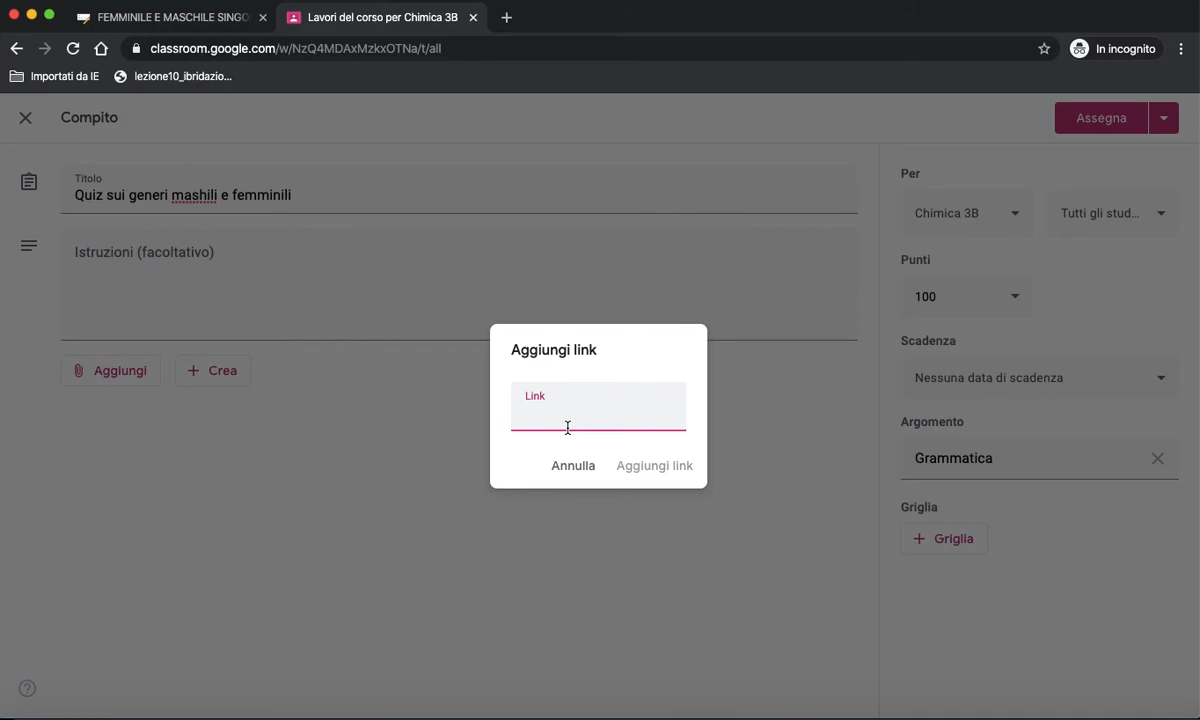 FEMMINILE E MASCHILE SINGO
Lavori del corso per Chimica 3B
classroom.google.com/w/NzQ4MDAxMzkxOTNa/t/all
In incognito
Importati da IE
lezione10_ibridazio...
Compito
Assegna
Titolo
Quiz sui generi mashili e femminili
Istruzioni (facoltativo)
Aggiungi
Crea
Per
Chimica 3B
Tutti gli stud...
Punti
100
Scadenza
Nessuna data di scadenza
Argomento
Grammatica
Griglia
Griglia
Aggiungi link
Link
Annulla
Aggiungi link